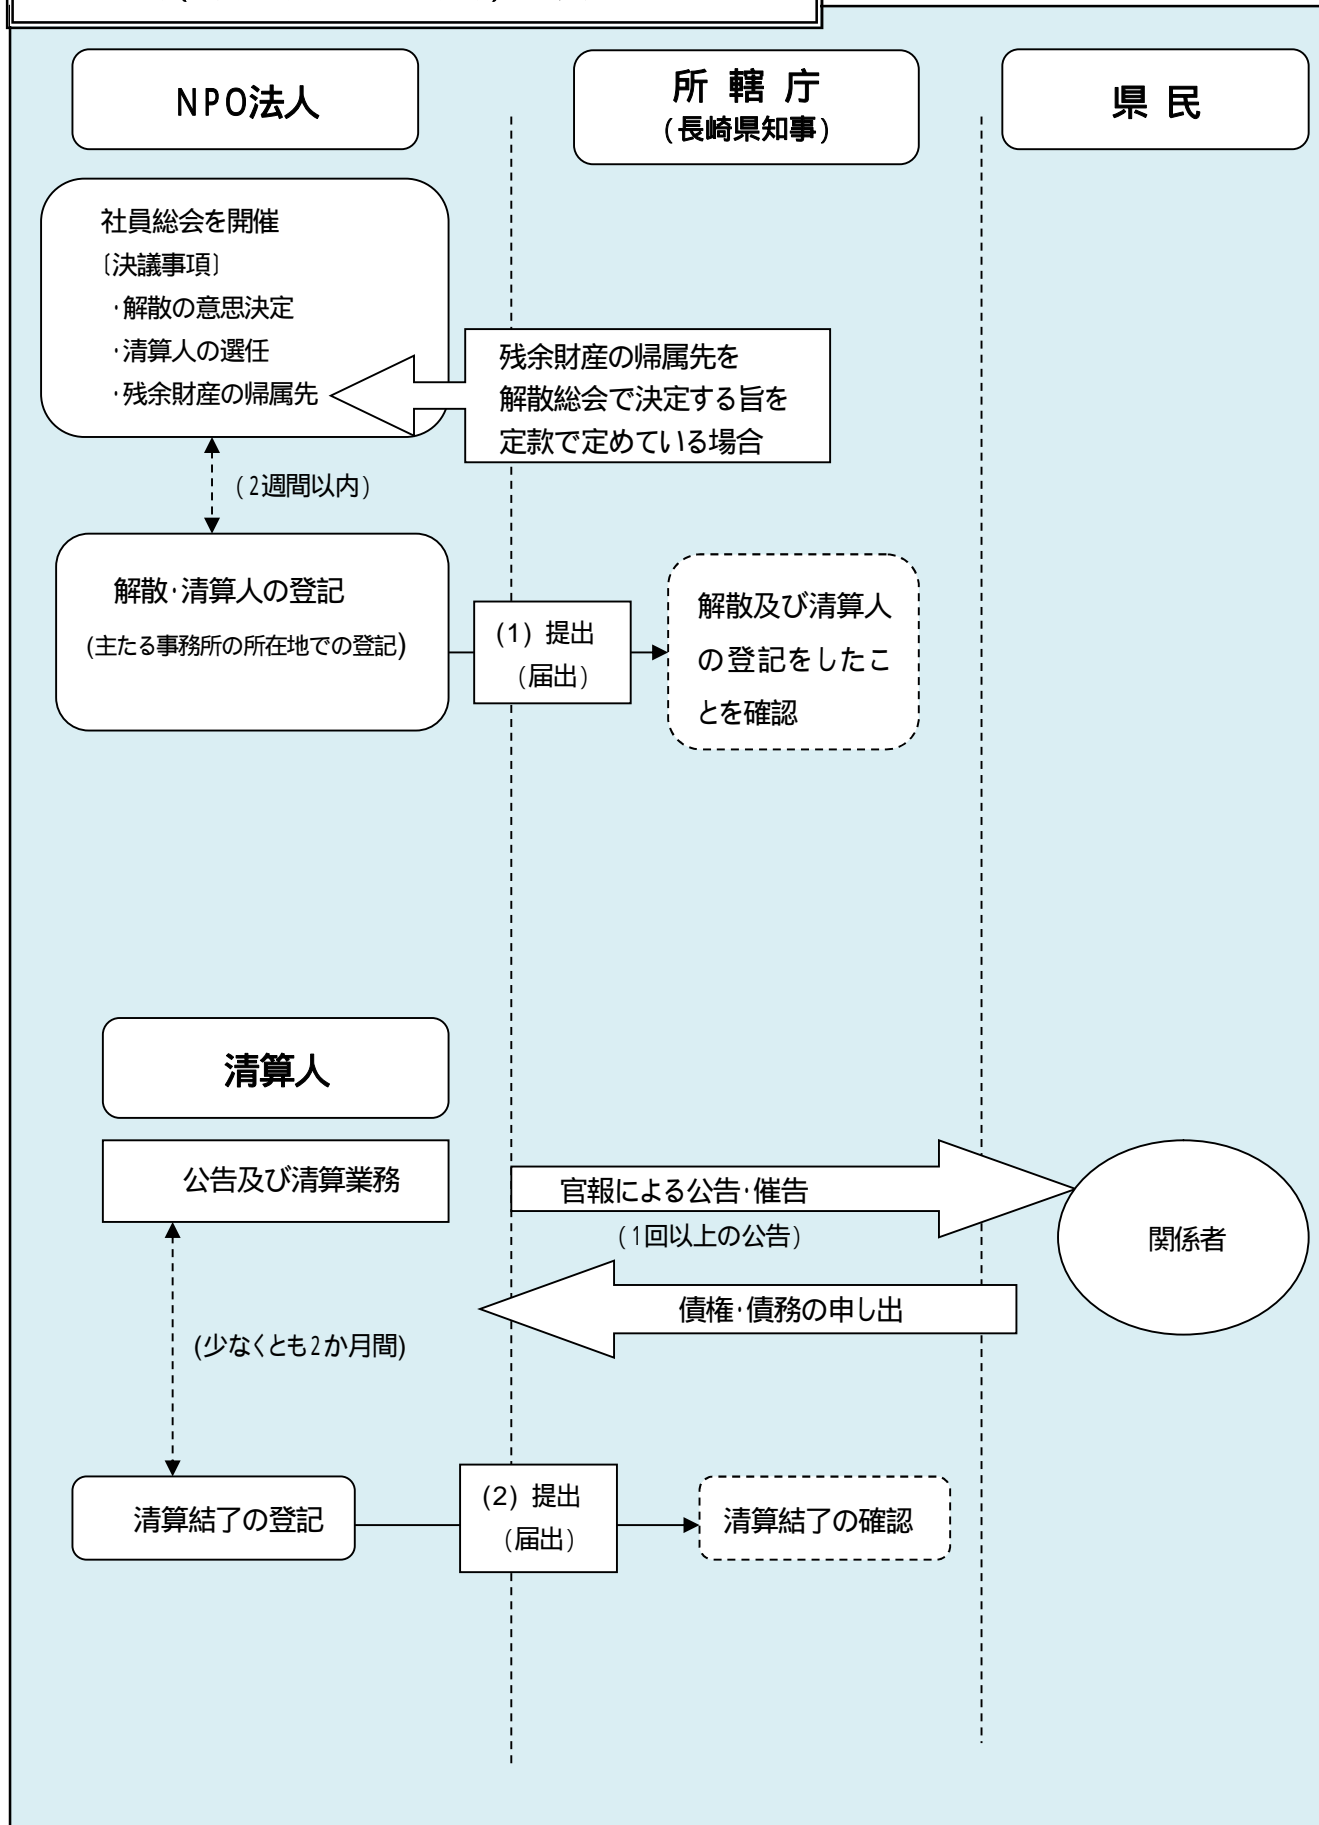 NPO法人
所 轄 庁
(長崎県知事)
県 民
社員総会を開催
〔決議事項〕
・解散の意思決定
・清算人の選任
・残余財産の帰属先
残余財産の帰属先を
解散総会で決定する旨を
定款で定めている場合
(2週間以内)
解散・清算人の登記
(主たる事務所の所在地での登記)
(1) 提出
(届出)
解散及び清算人
の登記をしたこ
とを確認
清算人
公告及び清算業務
官報による公告・催告
(1回以上の公告)
関係者
債権・債務の申し出
(少なくとも2か月間)
清算結了の登記
(2) 提出
(届出)
清算結了の確認